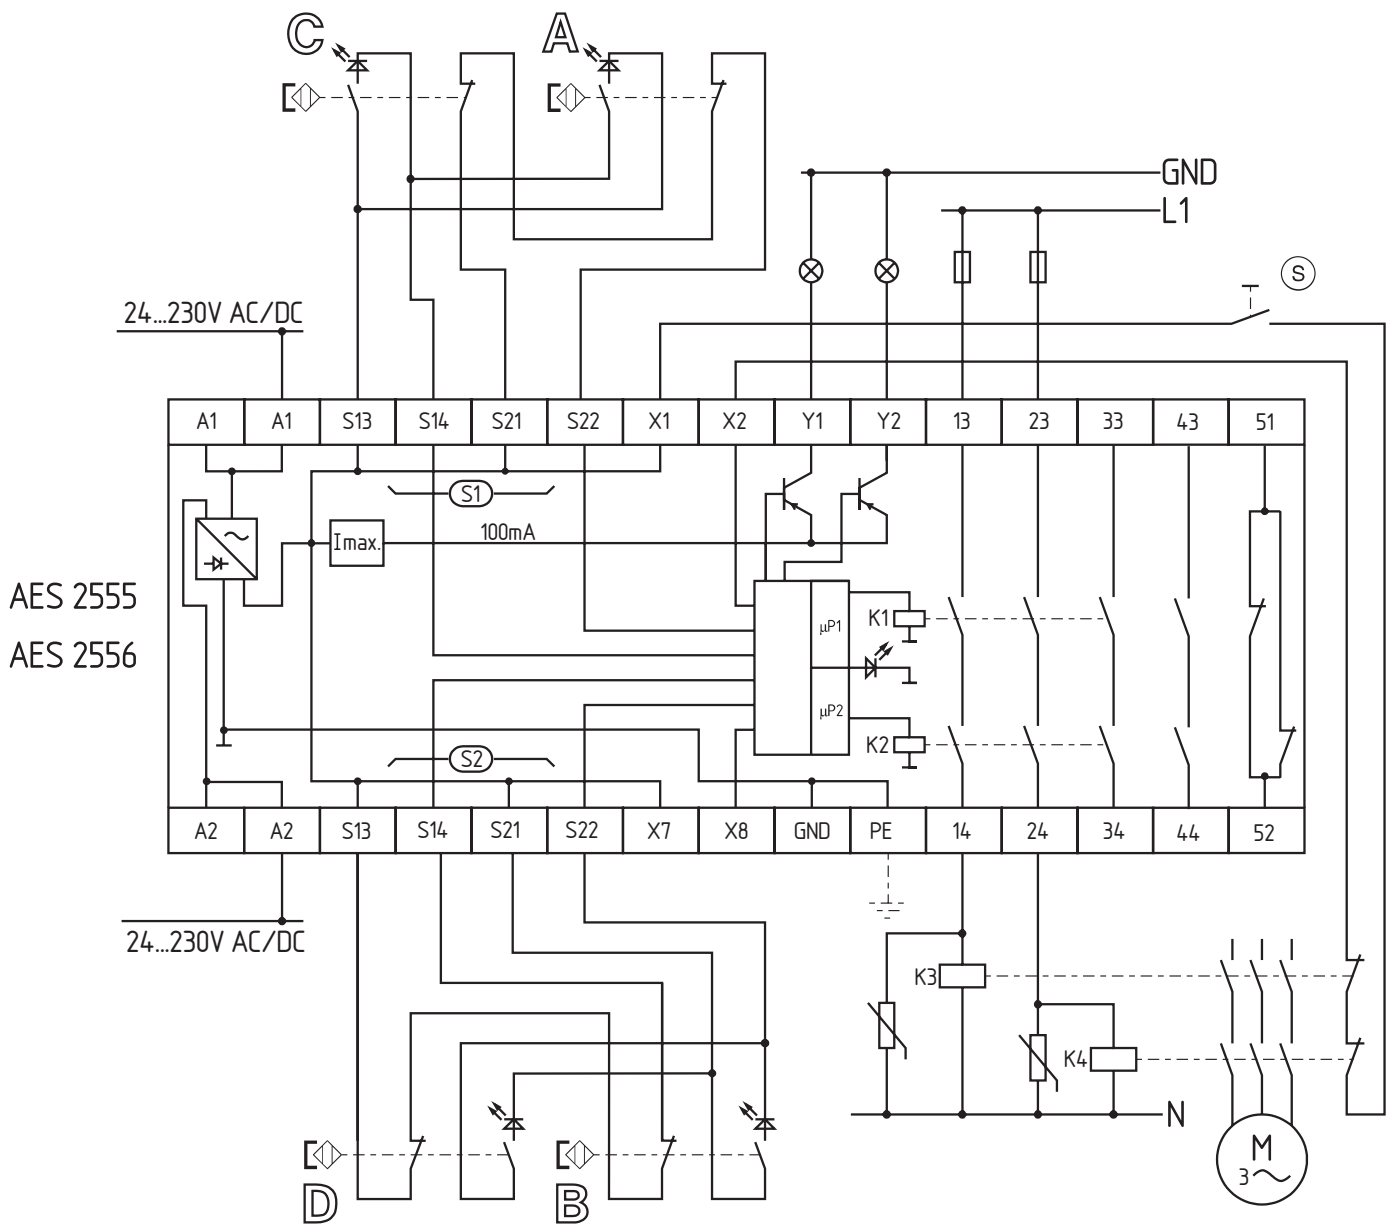 C
A
GND
L1
S
24...230V AC/DC
A1
A1
S13
S14
S21
S22
X1
X2
Y1
Y2
13
23
33
43
51
S1
Imax.
100mA
AES 2555
AES 2556
µP1
K1
µP2
K2
S2
A2
A2
S13
S14
S21
S22
X7
X8
GND
PE
14
24
34
44
52
24...230V AC/DC
K3
K4
N
M
3
D
B